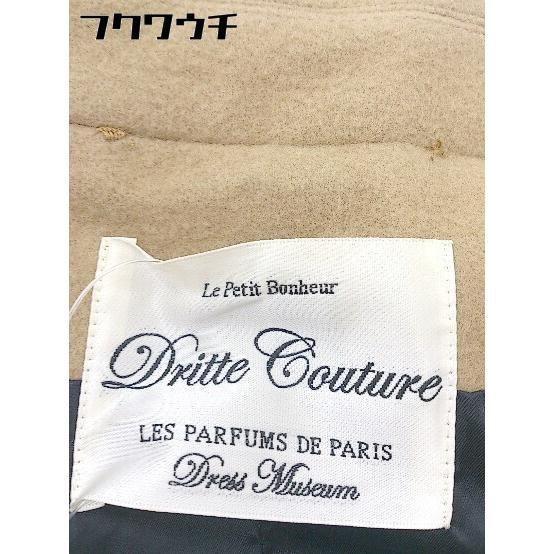 フクワウチ
Le Petit Bonheur
Dritte Couture
LES PARFUMS DE PARIS
Dress Museum